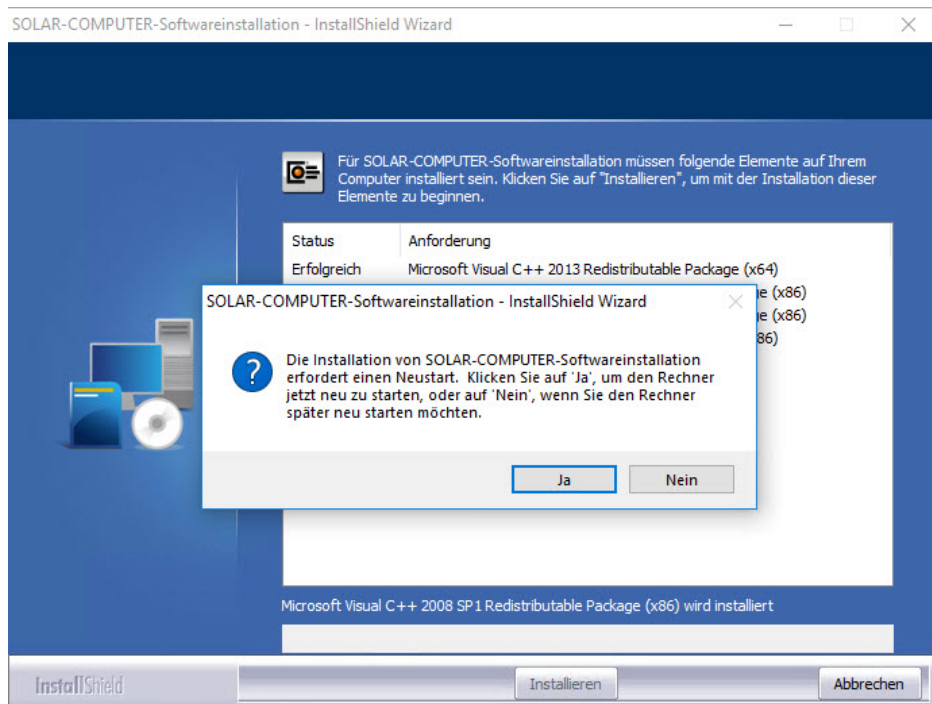 SOLAR-COMPUTER-Softwareinstallation - InstallShield Wizard
Für SOLAR-COMPUTER-Softwareinstallation müssen folgende Elemente auf Ihrem
Computer installiert sein. Klicken Sie auf "Installieren", um mit der Installation dieser
Elemente zu beginnen.
Status Anforderung
Erfolgreich Microsoft Visual C++ 2013 Redistributable Package (x64)
(x86)
(x86)
SOLAR-COMPUTER-Softwareinstallation - InstallShield Wizard
Die Installation von SOLAR-COMPUTER-Softwareinstallation
erfordert einen Neustart. Klicken Sie auf 'Ja', um den Rechner
jetzt neu zu starten, oder auf 'Nein', wenn Sie den Rechner
später neu starten möchten.
Ja Nein
Microsoft Visual C++ 2008 SP1 Redistributable Package (x86) wird installiert
InstallShield
Installieren Abbrechen